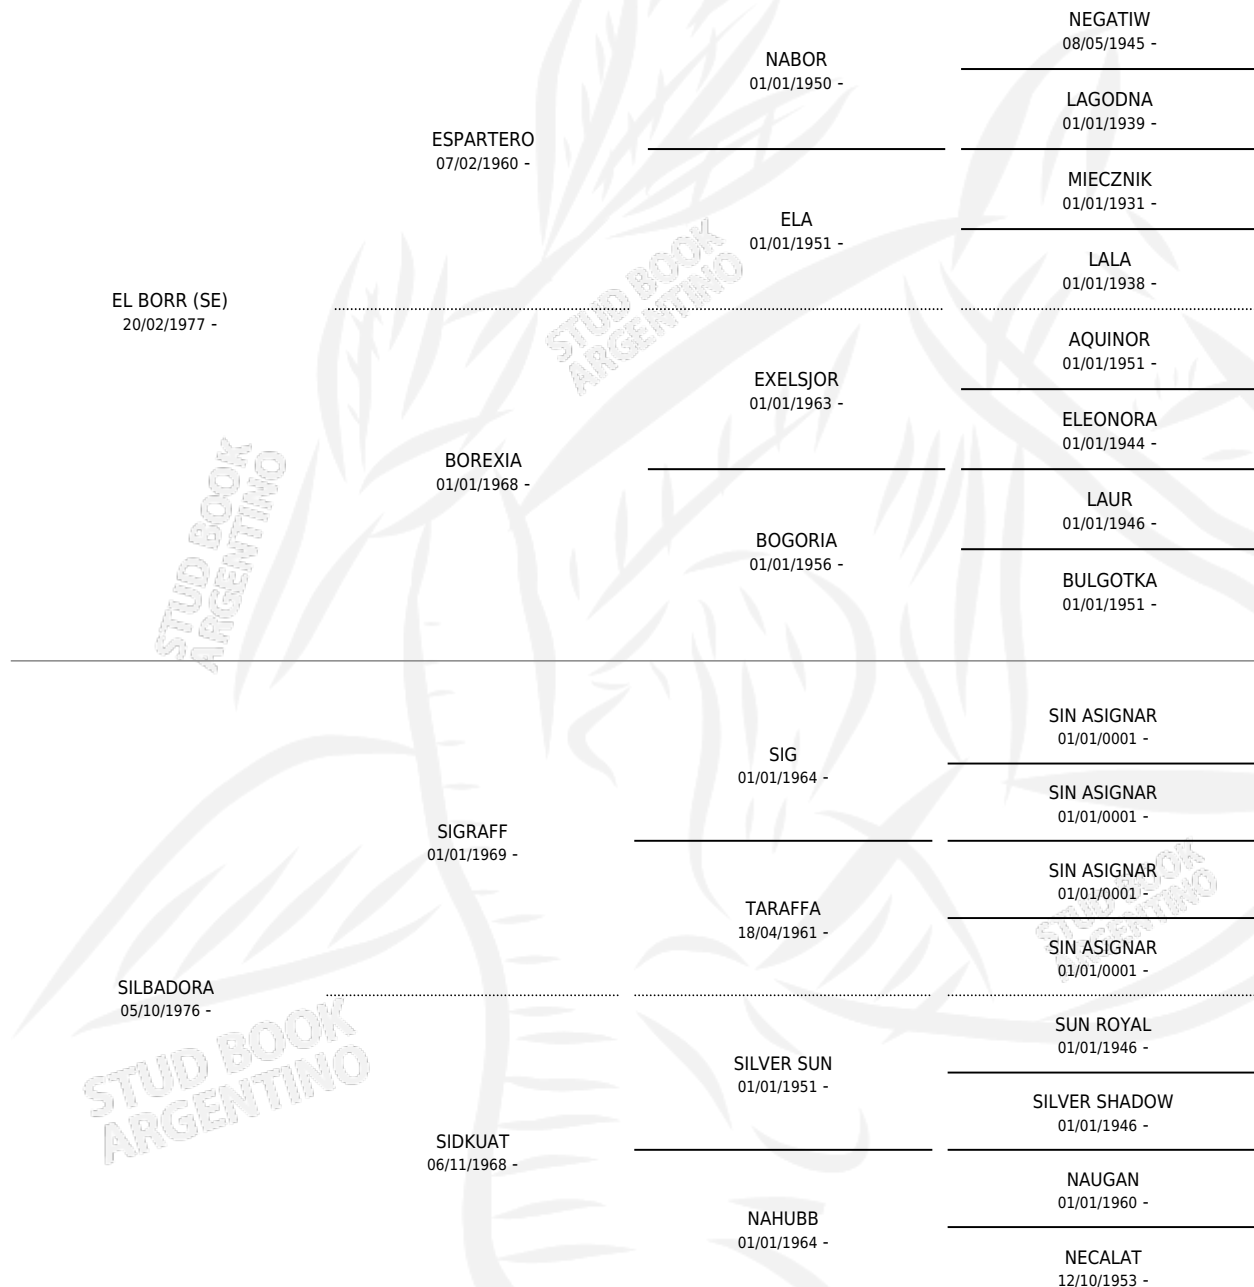 NEGATIW
08/05/1945 -
NABOR
01/01/1950 -
LAGODNA
01/01/1939 -
ESPARTERO
07/02/1960 -
MIECZNIK
01/01/1931 -
ELA
01/01/1951 -
LALA
01/01/1938 -
EL BORR (SE)
20/02/1977 -
AQUINOR
01/01/1951 -
EXELSJOR
01/01/1963 -
ELEONORA
01/01/1944 -
BOREXIA
01/01/1968 -
LAUR
01/01/1946 -
BOGORIA
01/01/1956 -
BULGOTKA
01/01/1951 -
SIN ASIGNAR
01/01/0001 -
SIG
01/01/1964 -
SIN ASIGNAR
01/01/0001 -
SIGRAFF
01/01/1969 -
SIN ASIGNAR
01/01/0001 -
TARAFFA
18/04/1961 -
SIN ASIGNAR
01/01/0001 -
SILBADORA
05/10/1976 -
SUN ROYAL
01/01/1946 -
SILVER SUN
01/01/1951 -
SILVER SHADOW
01/01/1946 -
SIDKUAT
06/11/1968 -
NAUGAN
01/01/1960 -
NAHUBB
01/01/1964 -
NECALAT
12/10/1953 -
STUD BOOK
ARGENTINO
STUD BOOK
ARGENTINO
STUD BOOK
ARGENTINO
STUD BOOK
ARGENTINO